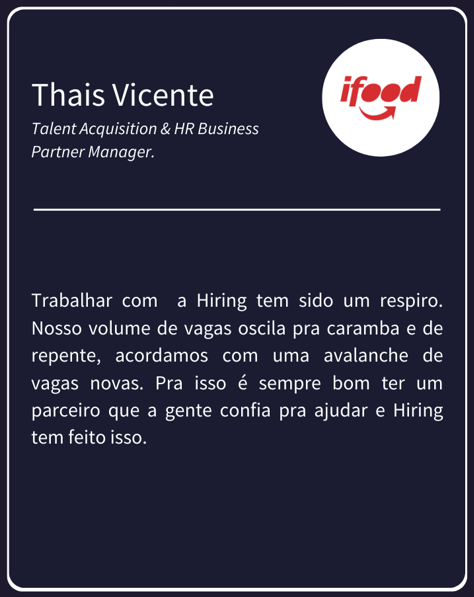 Thais Vicente
Talent Acquisition & HR Business
Partner Manager.
ifood
Trabalhar com a Hiring tem sido um respiro.
Nosso volume de vagas oscila pra caramba e de
repente, acordamos com uma avalanche de
vagas novas. Pra isso é sempre bom ter um
parceiro que a gente confia pra ajudar e Hiring
tem feito isso.